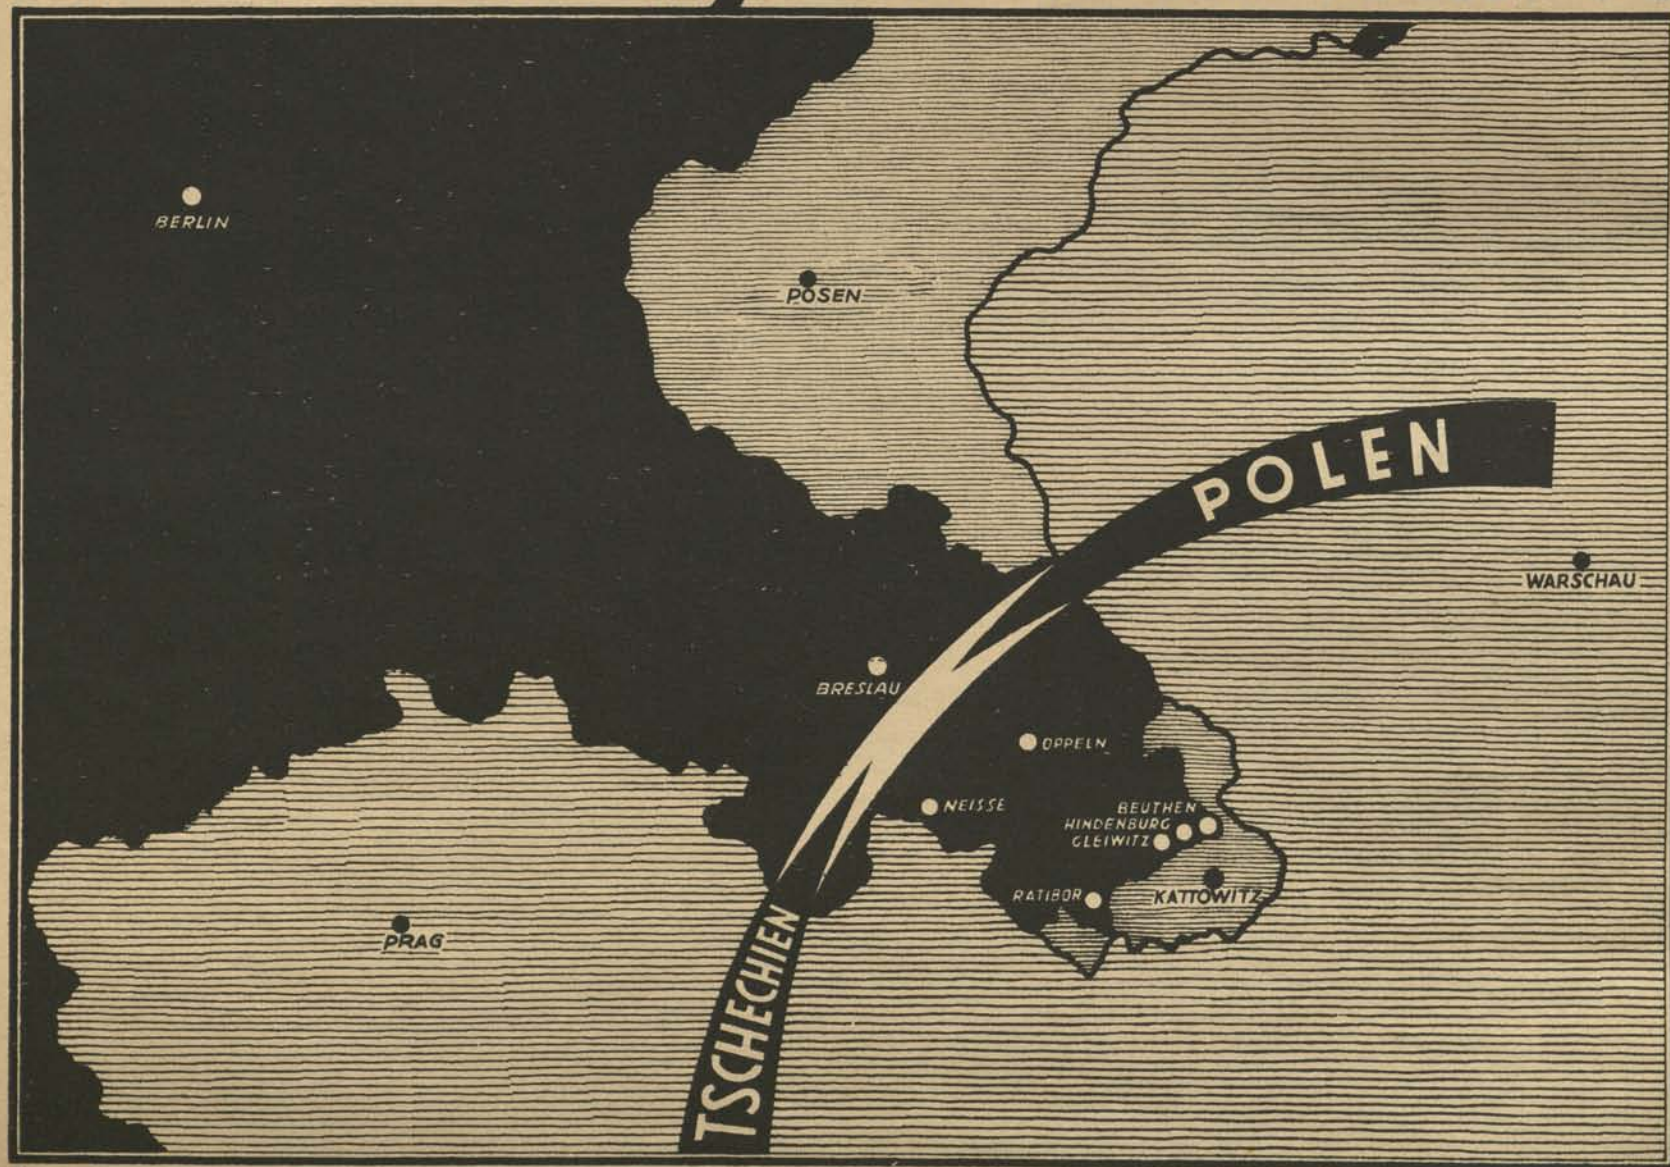 BERLIN
POSEN
POLEN
WARSCHAU
BRESLAU
OPPELN
NEISSE
BEUTHEN
HINDENBURG
GLEIWITZ
RATIBOR
KATTOWITZ
PRAG
TSCHECHIEN